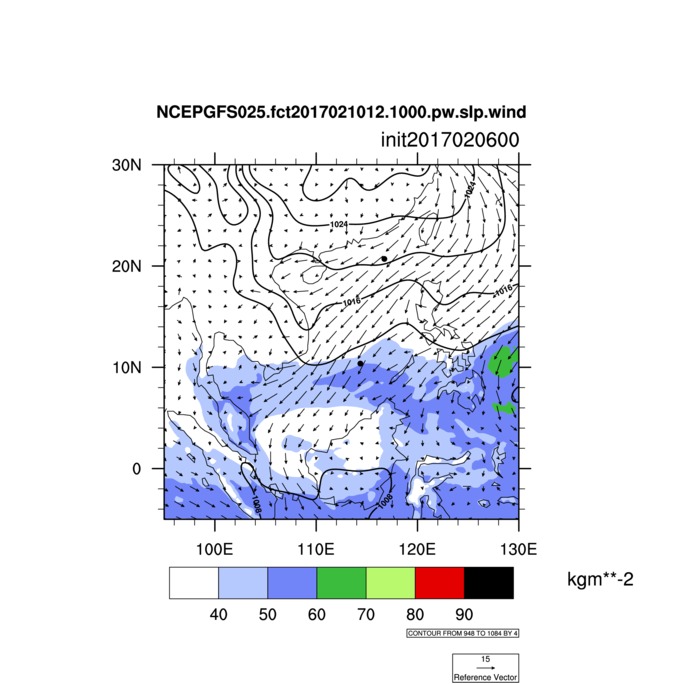 NCEPGFS025.fct2017021012.1000.pw.slp.wind
init2017020600
30N
1024
1024
20N
1016
1016
10N
0
1008
1008
100E 110E 120E 130E
kgm**-2
40 50 60 70 80 90
CONTOUR FROM 948 TO 1084 BY 4
15
Reference Vector